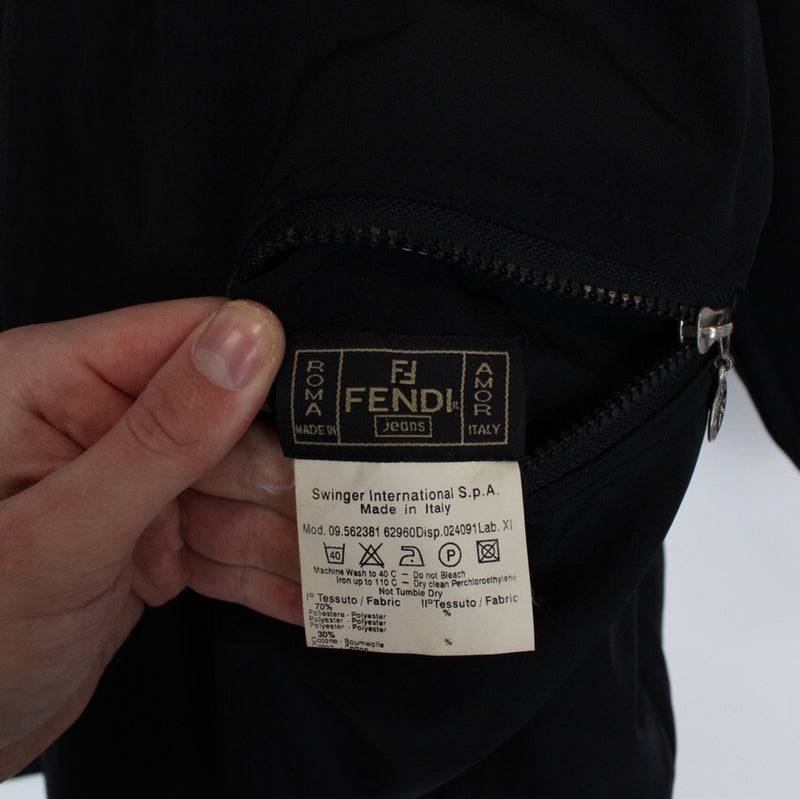 ROMA
MADE IN
FF
FENDI
jeans
AMOR
ITALY
Swinger International S.p.A.
Made in Italy
Mod. 09.562381 62960Disp.024091Lab. XI
40 P
Machine Wash to 40 C – Do not Bleach
Iron up to 110 C – Dry clean Perchloroethylene
Not Tumble Dry
I° Tessuto / Fabric II° Tessuto / Fabric
70% %
Poliestere - Polyester
Polyester - Polyester
Polyester - Polyester
30% %
Cotone - Baumwolle